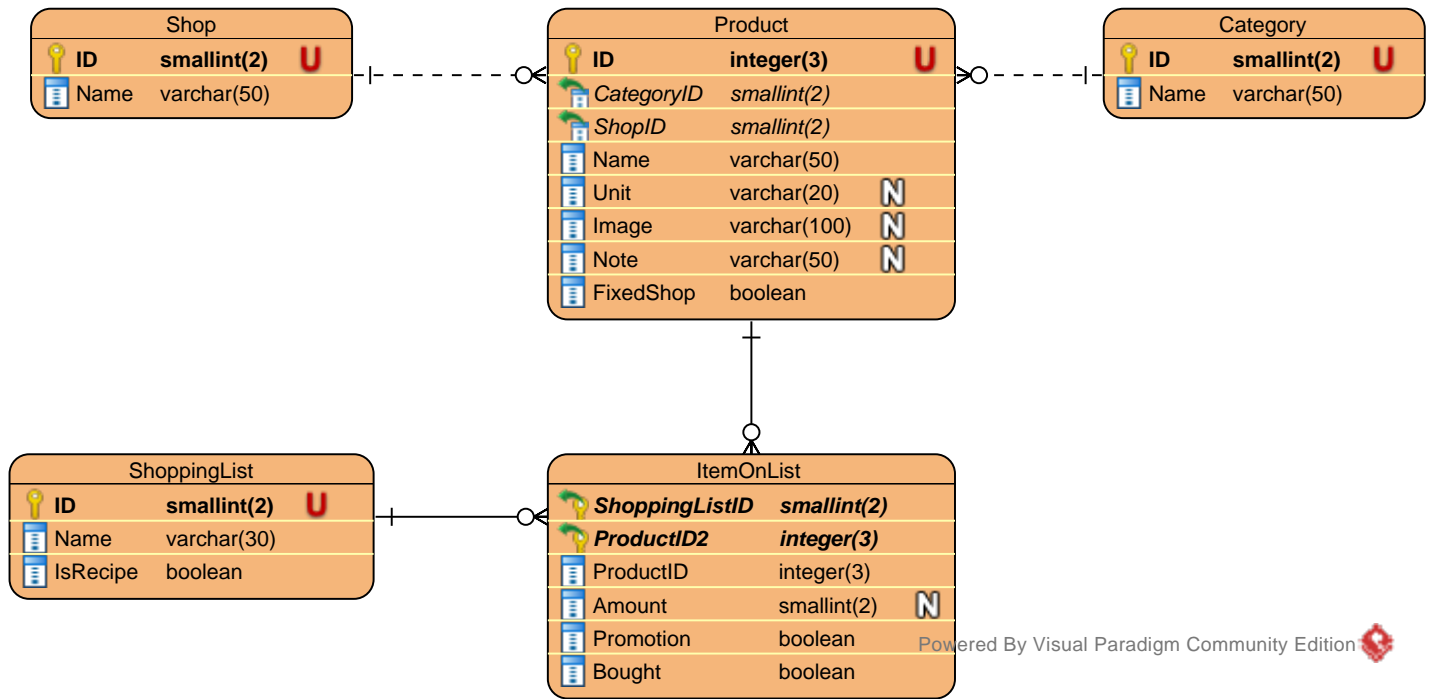 Shop
ID smallint(2) U
Name varchar(50)
Product
ID integer(3) U
CategoryID smallint(2)
ShopID smallint(2)
Name varchar(50)
Unit varchar(20) N
Image varchar(100) N
Note varchar(50) N
FixedShop boolean
Category
ID smallint(2) U
Name varchar(50)
ShoppingList
ID smallint(2) U
Name varchar(30)
IsRecipe boolean
ItemOnList
ShoppingListID smallint(2)
ProductID2 integer(3)
ProductID integer(3)
Amount smallint(2) N
Promotion boolean
Bought boolean
Powered By Visual Paradigm Community Edition